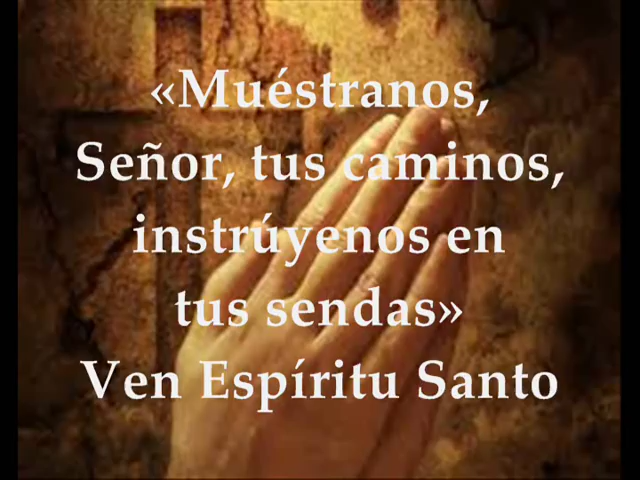 «Muéstranos,
Señor, tus caminos,
instrúyenos en
tus sendas»
Ven Espíritu Santo